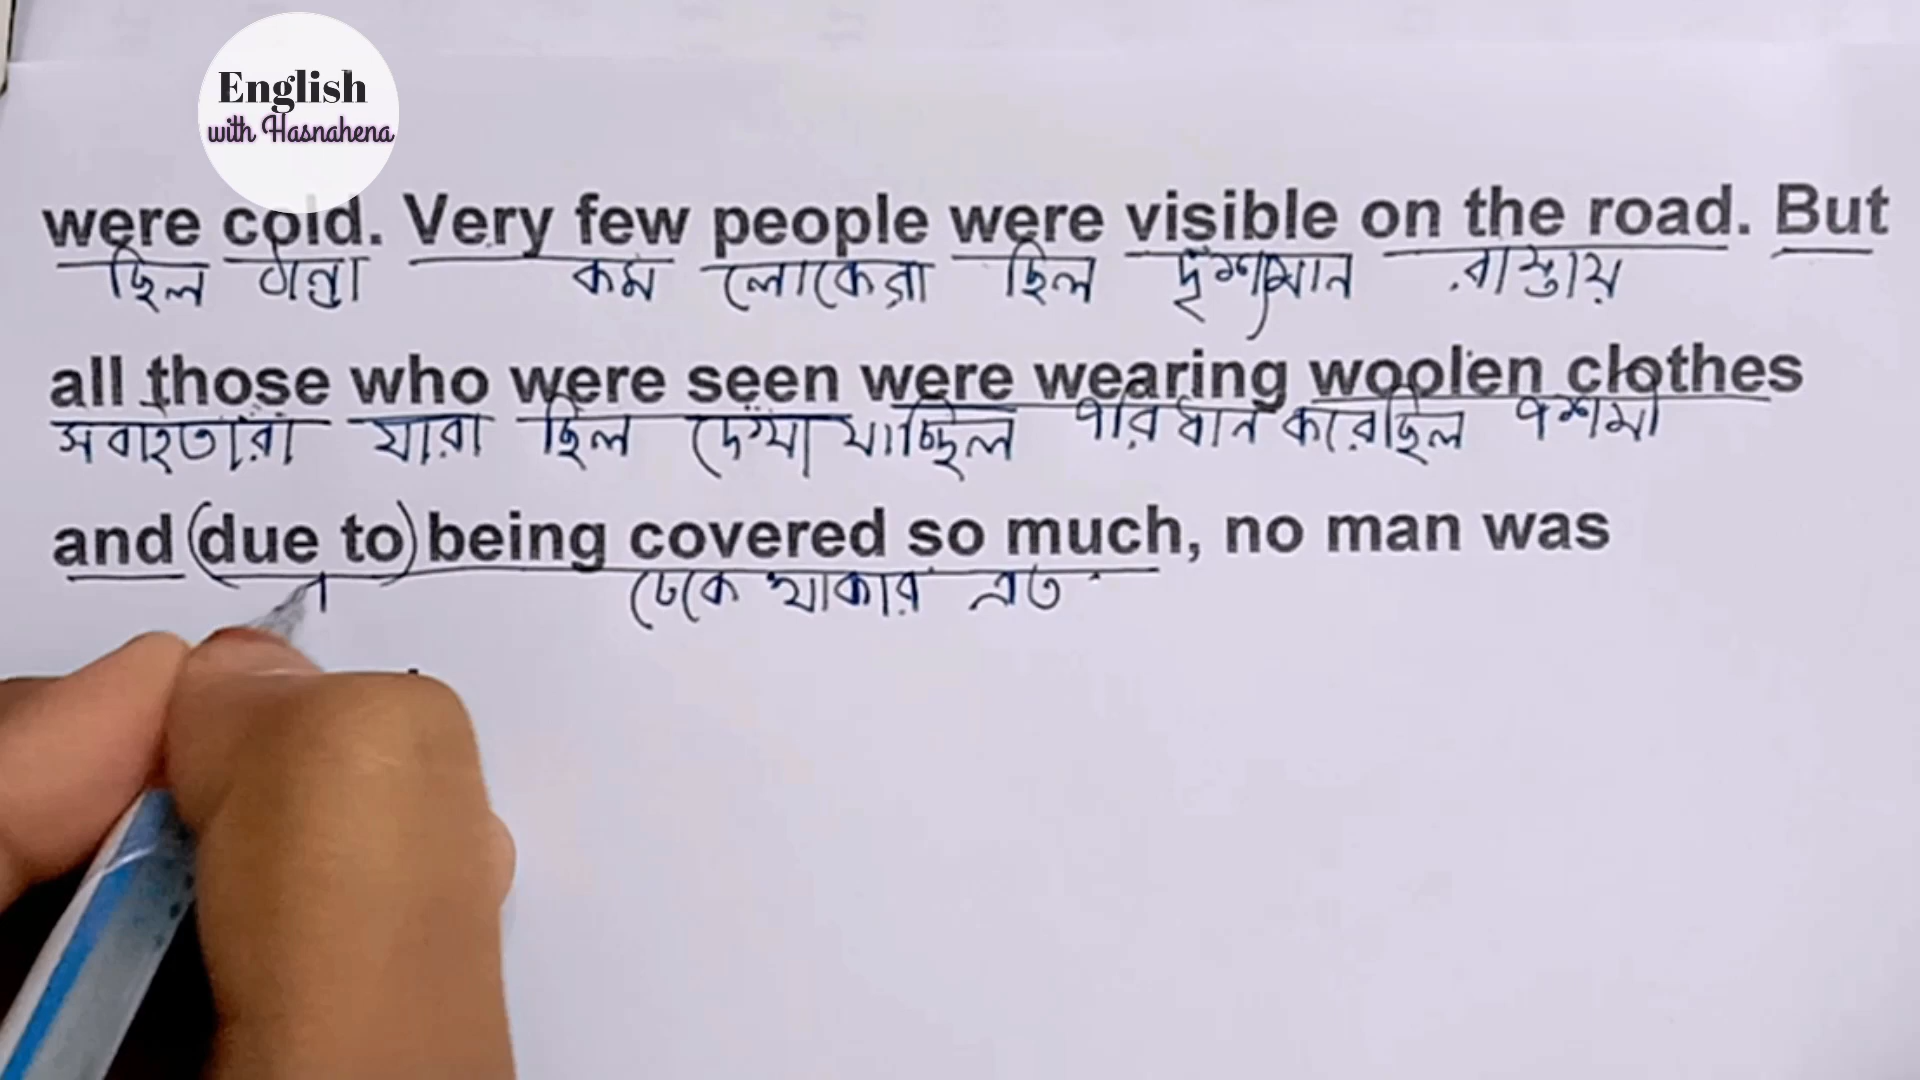 English
with Hasnahena
were cold. Very few people were visible on the road. But
ছিল ঠান্ডা কম লোকেরা ছিল দৃশ্যমান রাস্তায়
all those who were seen were wearing woolen clothes
সবাইতারা যারা ছিল দেখা যাচ্ছিল পরিধান করেছিল পশমী
and (due to) being covered so much, no man was
ঢেকে থাকার এত